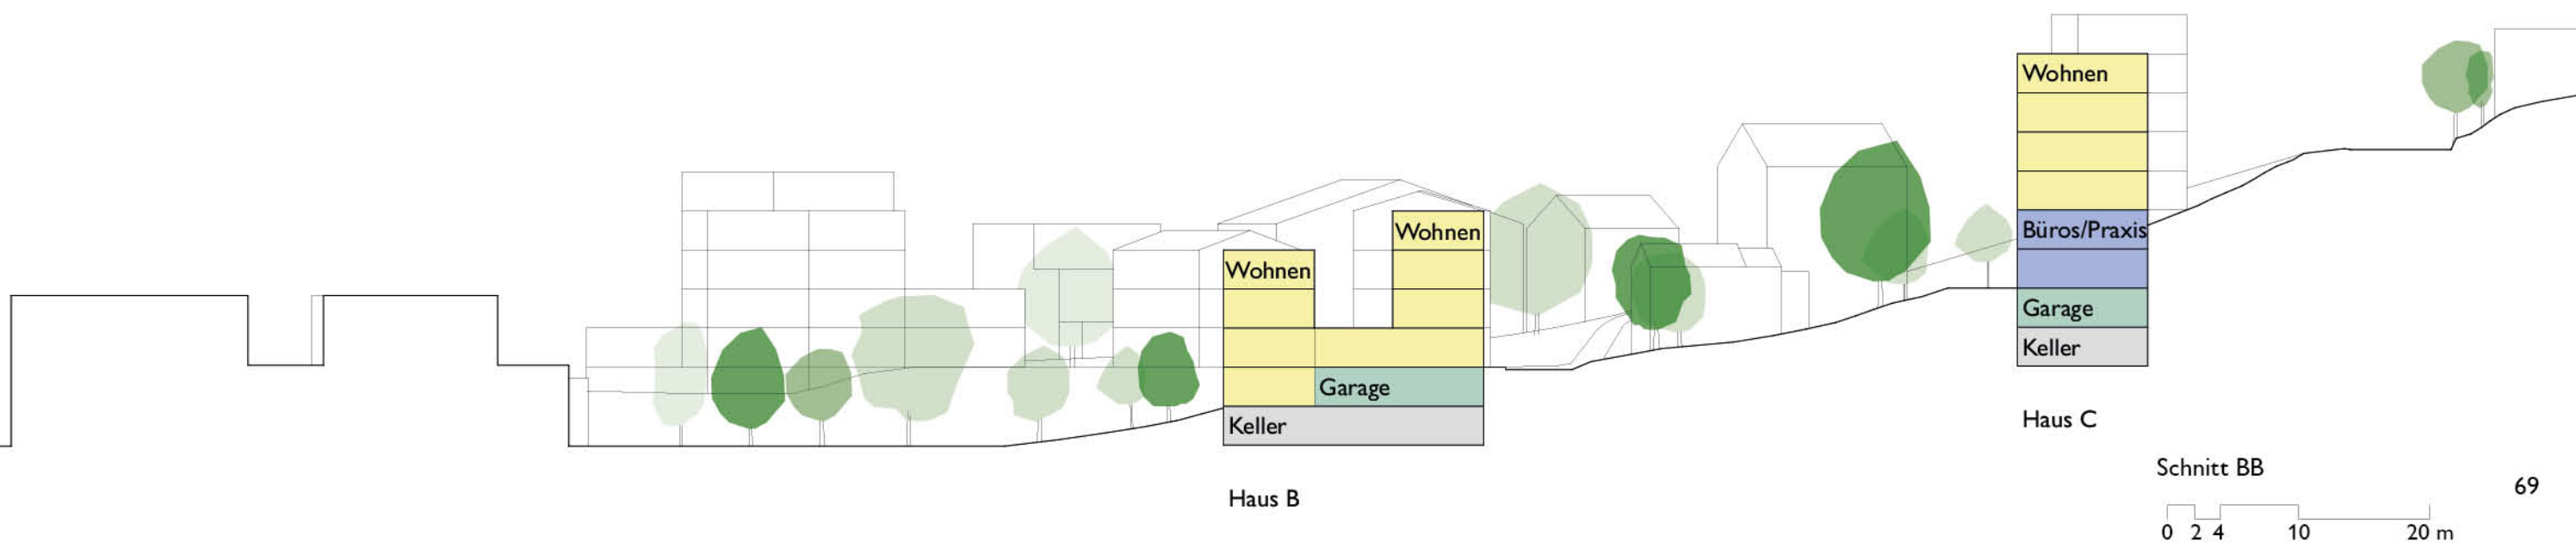 Wohnen
Büros/Praxis
Garage
Keller
Haus C
Wohnen
Wohnen
Garage
Keller
Haus B
Schnitt BB
0 2 4 10 20 m
69